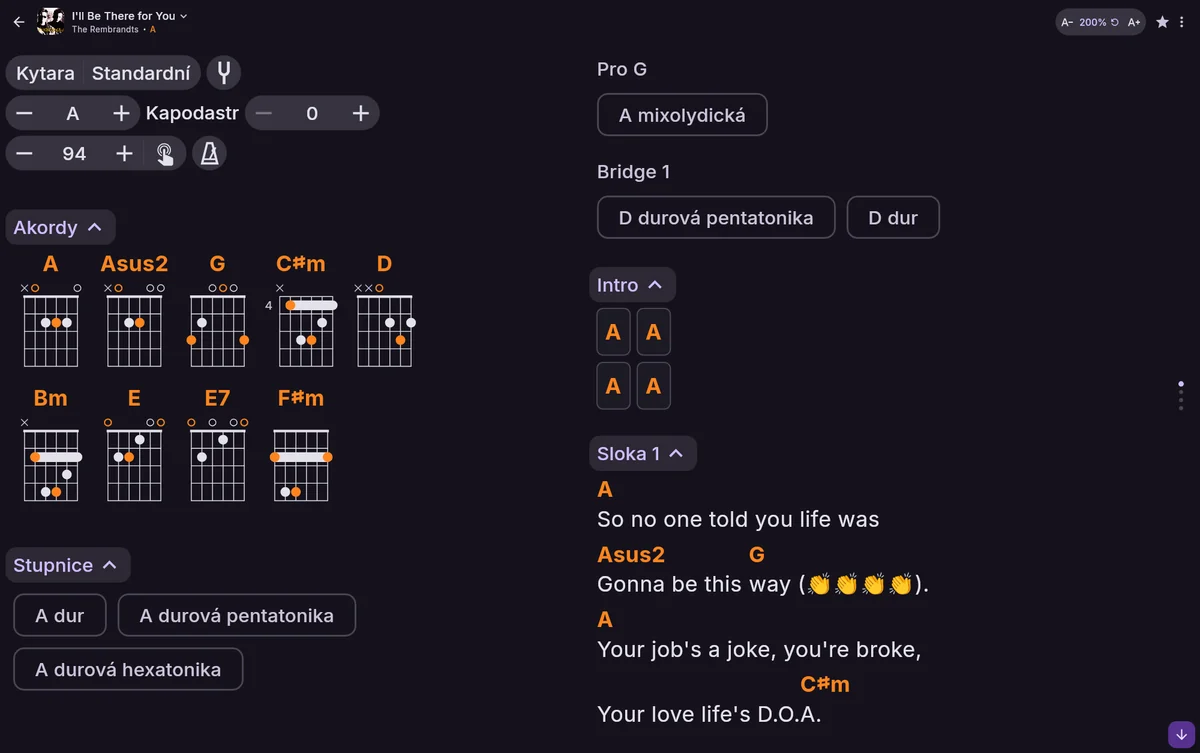 I'll Be There for You
The Rembrandts • A
A- 200% A+
Kytara Standardní
− A + Kapodastr − 0 +
− 94 +
Akordy
A Asus2 G C♯m D
4
Bm E E7 F♯m
Stupnice
A dur A durová pentatonika
A durová hexatonika
Pro G
A mixolydická
Bridge 1
D durová pentatonika D dur
Intro
A A
A A
Sloka 1
A
So no one told you life was
Asus2 G
Gonna be this way (👏👏👏👏).
A
Your job's a joke, you're broke,
C♯m
Your love life's D.O.A.